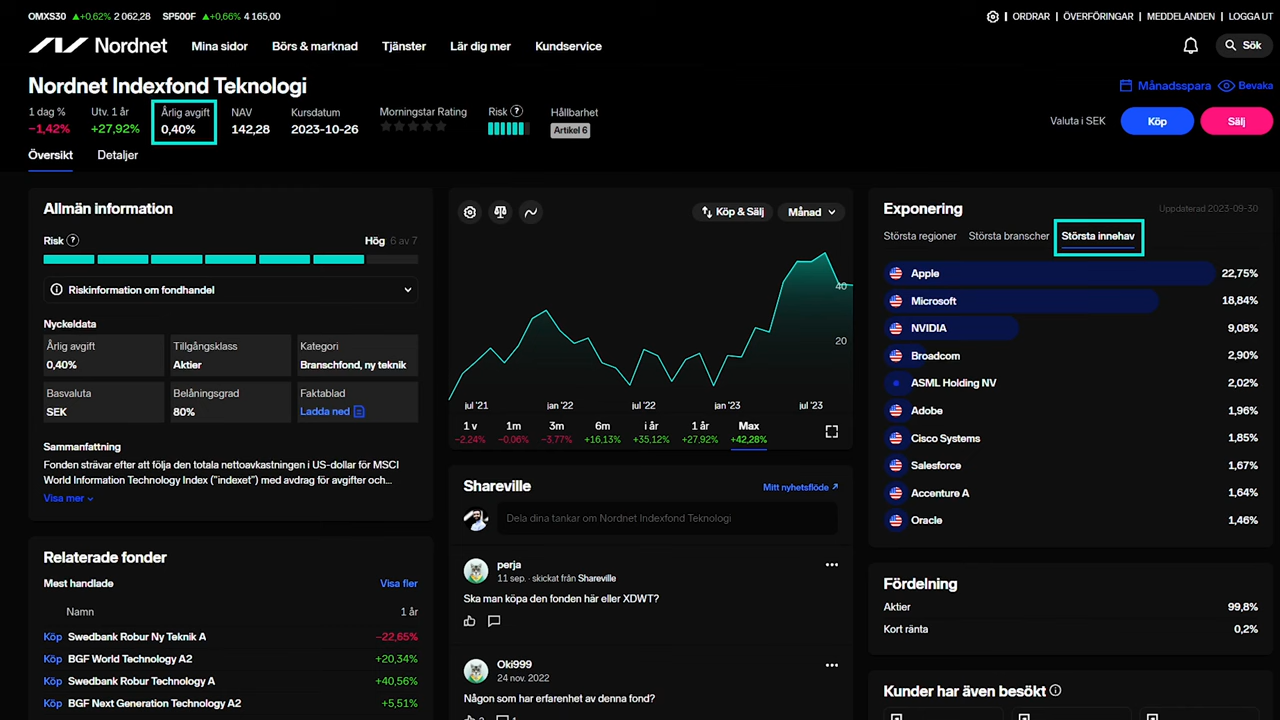 OMXS30 ▲+0,62% 2 062,28 SP500F ▲+0,66% 4 165,00
ORDRAR | ÖVERFÖRINGAR | MEDDELANDEN | LOGGA UT
Nordnet Mina sidor Börs & marknad Tjänster Lär dig mer Kundservice Sök
Nordnet Indexfond Teknologi
Månadsspara Bevaka
1 dag % Utv. 1 år Årlig avgift NAV Kursdatum Morningstar Rating Risk ? Hållbarhet
−1,42% +27,92% 0,40% 142,28 2023-10-26 Artikel 6
Valuta i SEK Köp Sälj
Översikt Detaljer
Allmän information
Risk ? Hög 6 av 7
Riskinformation om fondhandel
Nyckeldata
Årlig avgift Tillgångsklass Kategori
0,40% Aktier Branschfond, ny teknik
Basvaluta Belåningsgrad Faktablad
SEK 80% Ladda ned
Sammanfattning
Fonden strävar efter att följa den totala nettoavkastningen i US-dollar för MSCI
World Information Technology Index ("indexet") med avdrag för avgifter och...
Visa mer
Relaterade fonder
Mest handlade Visa fler
Namn 1 år
Köp Swedbank Robur Ny Teknik A −22,65%
Köp BGF World Technology A2 +20,34%
Köp Swedbank Robur Technology A +40,56%
Köp BGF Next Generation Technology A2 +5,51%
Köp & Sälj Månad
40
20
jul '21 jan '22 jul '22 jan '23 jul '23
1 v 1m 3m 6m i år 1 år Max
−2,24% −0,06% −3,77% +16,13% +35,12% +27,92% +42,28%
Shareville Mitt nyhetsflöde
Dela dina tankar om Nordnet Indexfond Teknologi
perja
11 sep. · skickat från Shareville
Ska man köpa den fonden här eller XDWT?
Oki999
24 nov. 2022
Någon som har erfarenhet av denna fond?
Exponering Uppdaterad 2023-09-30
Största regioner Största branscher Största innehav
Apple 22,75%
Microsoft 18,84%
NVIDIA 9,08%
Broadcom 2,90%
ASML Holding NV 2,02%
Adobe 1,96%
Cisco Systems 1,85%
Salesforce 1,67%
Accenture A 1,64%
Oracle 1,46%
Fördelning
Aktier 99,8%
Kort ränta 0,2%
Kunder har även besökt